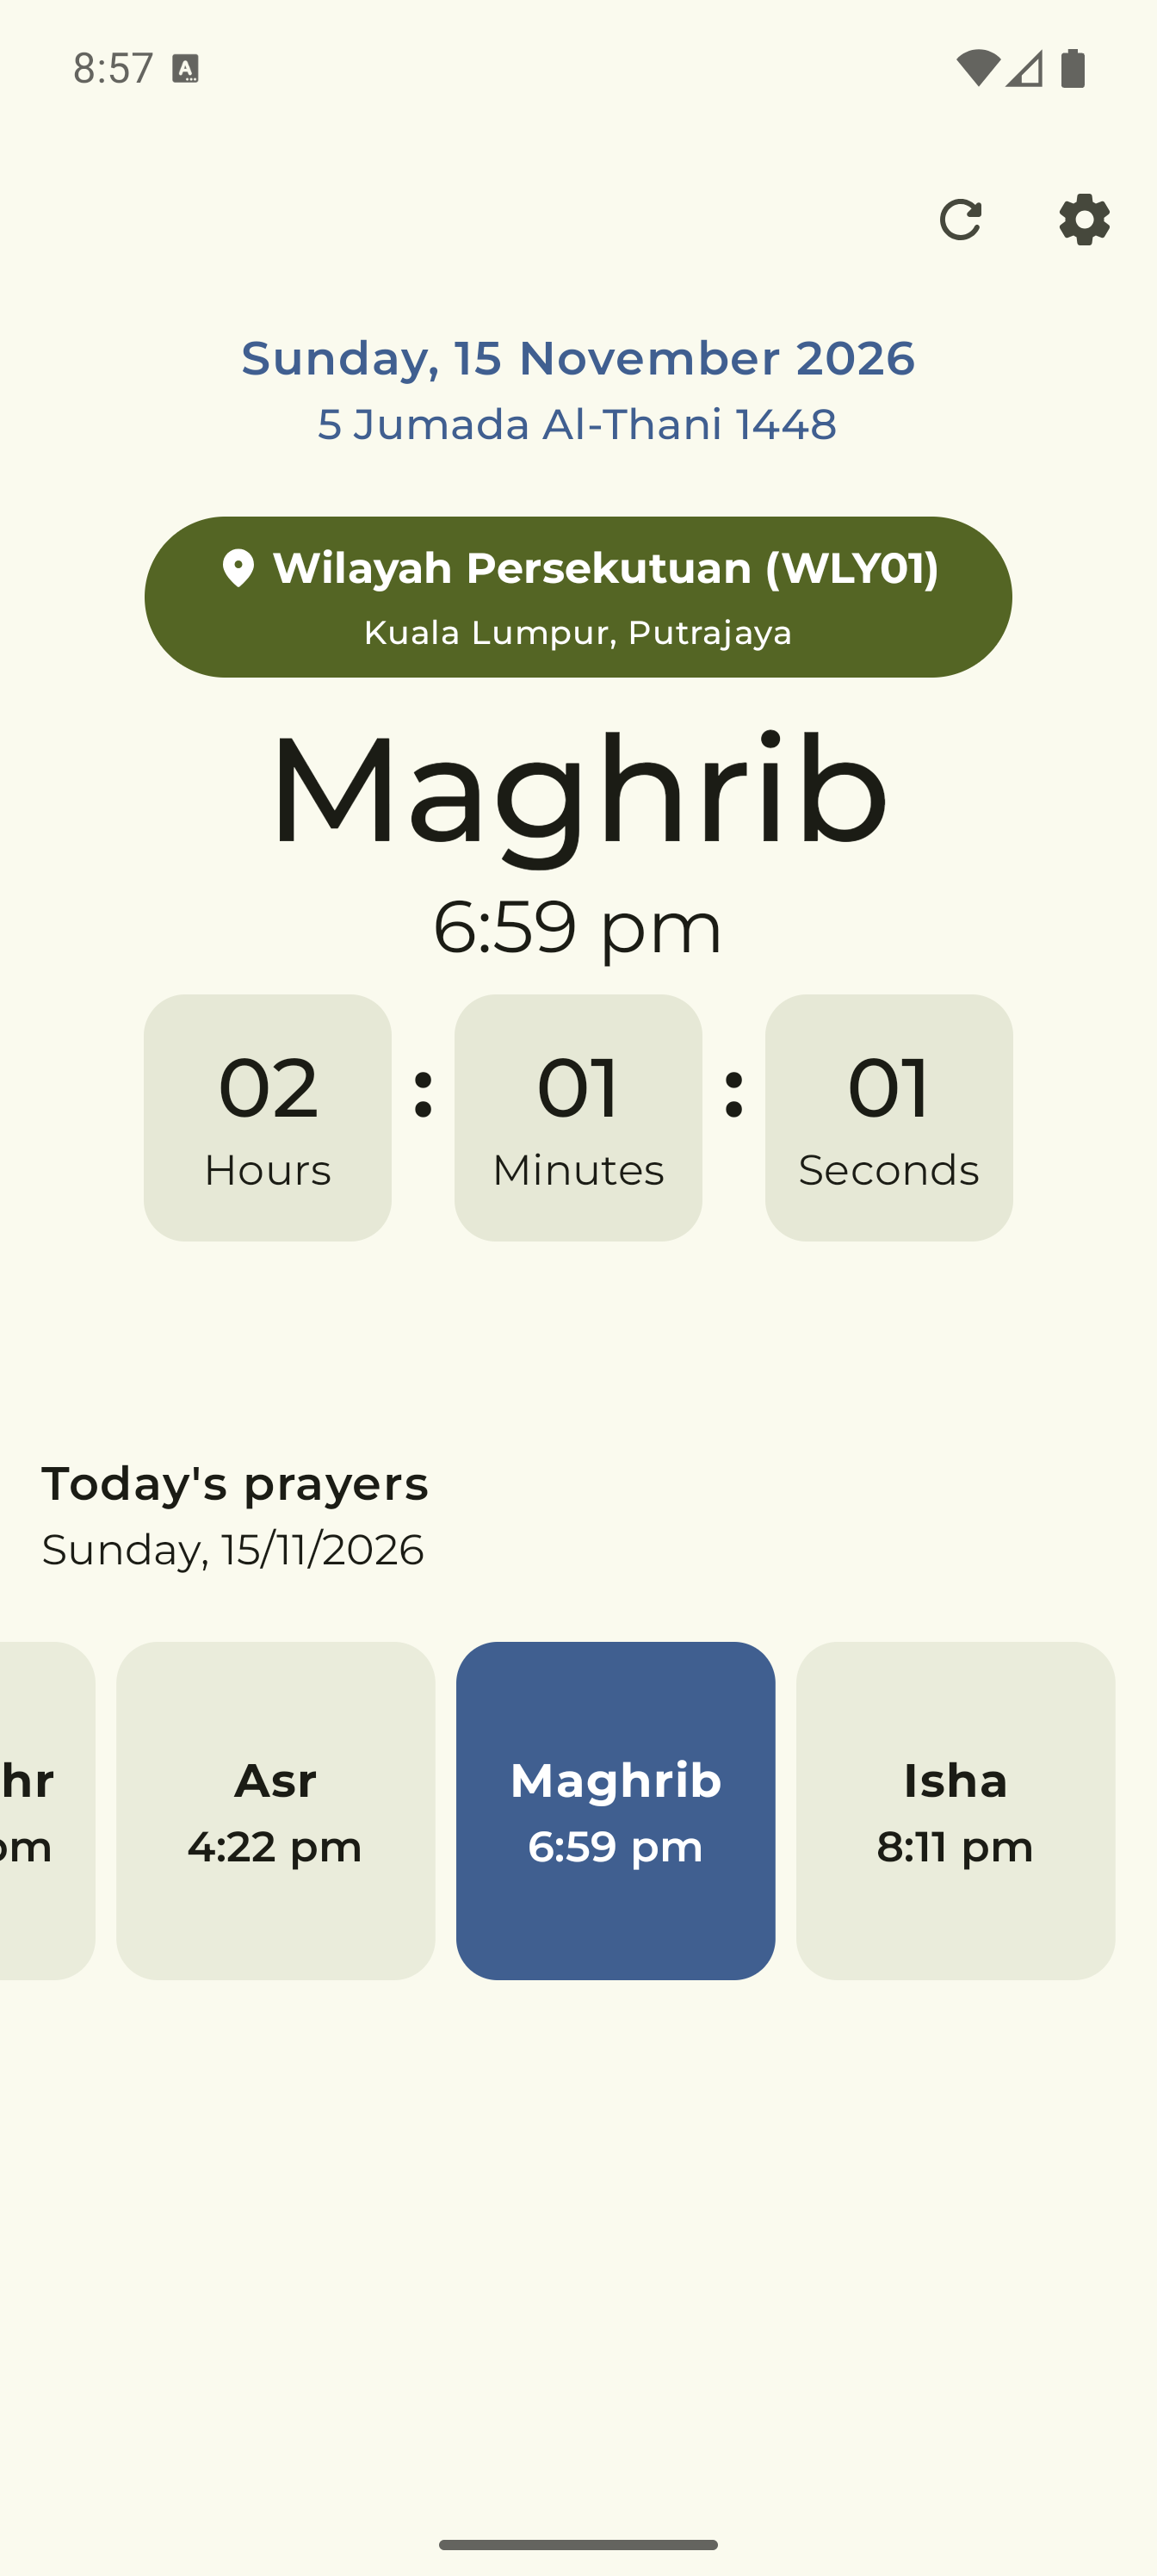 8:57
Sunday, 15 November 2026
5 Jumada Al-Thani 1448
Wilayah Persekutuan (WLY01)
Kuala Lumpur, Putrajaya
Maghrib
6:59 pm
02 : 01 : 01
Hours Minutes Seconds
Today's prayers
Sunday, 15/11/2026
hr Asr Maghrib Isha
pm 4:22 pm 6:59 pm 8:11 pm